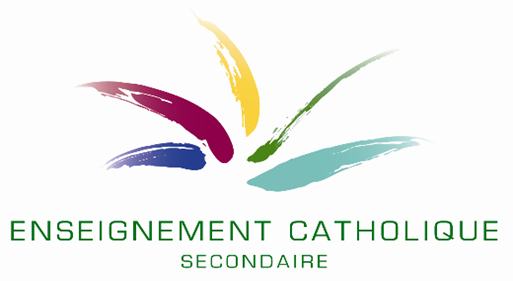 ENSEIGNEMENT CATHOLIQUE
SECONDAIRE